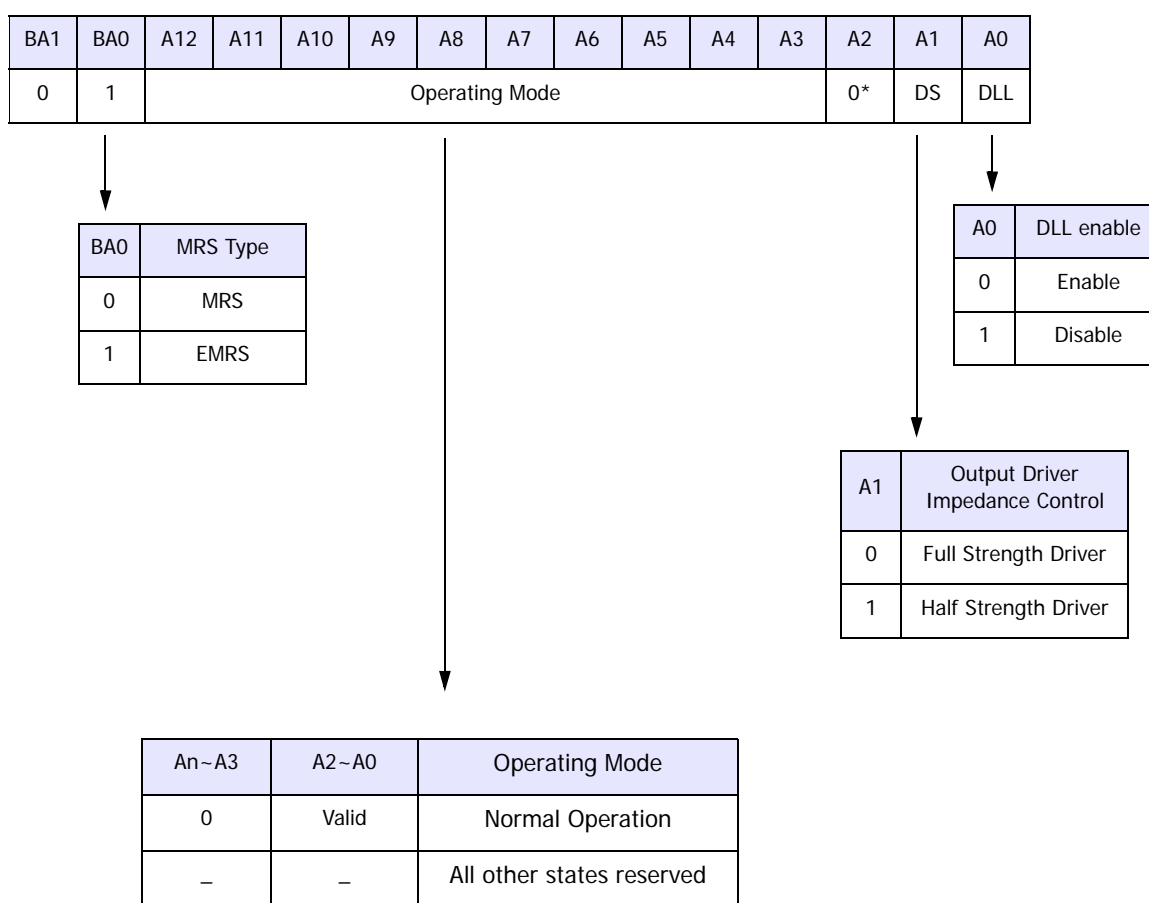 BA1 BA0 A12 A11 A10 A9 A8 A7 A6 A5 A4 A3 A2 A1 A0
0 1 Operating Mode 0* DS DLL
BA0 MRS Type
0 MRS
1 EMRS
A0 DLL enable
0 Enable
1 Disable
A1 Output Driver
Impedance Control
0 Full Strength Driver
1 Half Strength Driver
An~A3 A2~A0 Operating Mode
0 Valid Normal Operation
_ _ All other states reserved